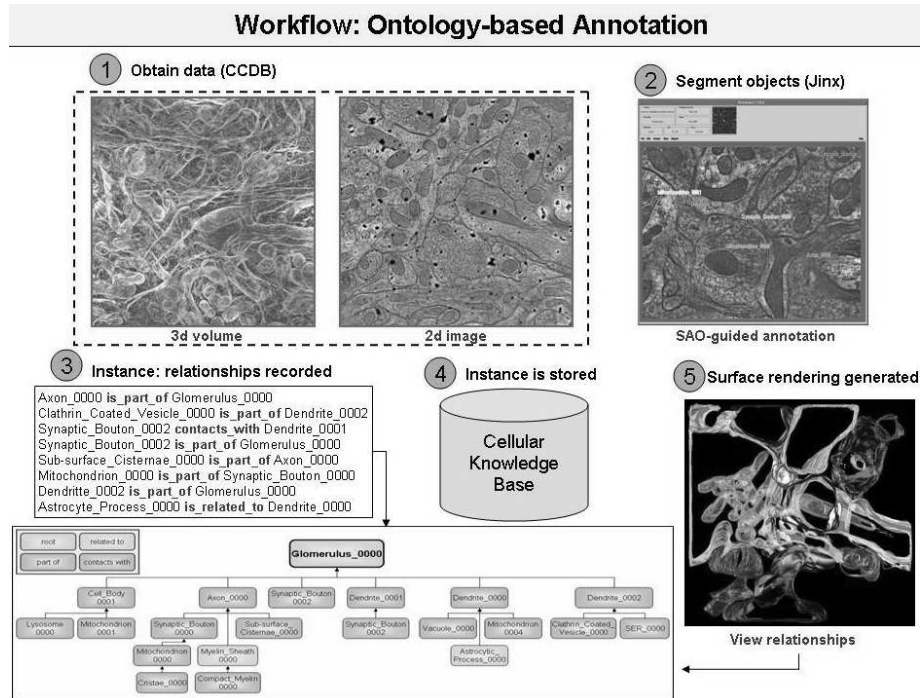 Workflow: Ontology-based Annotation
1
Obtain data (CCDB)
3d volume
2d image
2
Segment objects (Jinx)
SAO-guided annotation
3
Instance: relationships recorded
Axon_0000 is_part_of Glomerulus_0000
Clathrin_Coated_Vesicle_0000 is_part_of Dendrite_0002
Synaptic_Bouton_0002 contacts_with Dendrite_0001
Synaptic_Bouton_0002 is_part_of Glomerulus_0000
Sub-surface_Cisternae_0000 is_part_of Axon_0000
Mitochondrion_0000 is_part_of Synaptic_Bouton_0000
Dendritte_0002 is_part_of Glomerulus_0000
Astrocyte_Process_0000 is_related_to Dendrite_0000
4
Instance is stored
Cellular
Knowledge
Base
5
Surface rendering generated
View relationships
root
related to
part of
contacts with
Glomerulus_0000
Cell_Body
0001
Axon_0000
Synaptic_Bouton
0002
Dendrite_0001
Dendrite_0000
Dendrite_0002
Lysosome
0000
Mitochondrion
0001
Synaptic_Bouton
0000
Sub-surface_
Cisternae_0000
Synaptic_Bouton
0002
Vacuole_0000
Mitochondrion
0004
Clathrin_Coated
Vesicle_0000
SER_0000
Mitochondrion
0000
Myelin_Sheath
0000
Astrocytic_
Process_0000
Cristae_0000
Compact_Myelin
0000